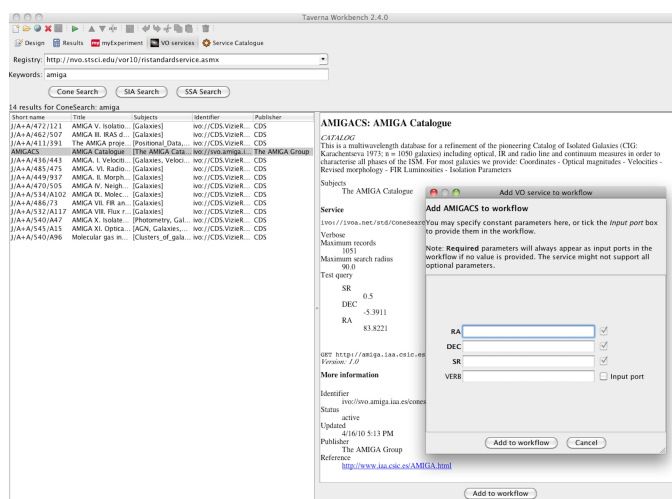 Taverna Workbench 2.4.0
Design Results myExperiment VO services Service Catalogue
Registry: http://nvo.stsci.edu/vor10/ristandardservice.asmx
Keywords: amiga
Cone Search SIA Search SSA Search
14 results for ConeSearch: amiga
Short name Title Subjects Identifier Publisher
J/A+A/472/121 AMIGA V. Isolatio... [Galaxies] ivo://CDS.VizieR... CDS
J/A+A/462/507 AMIGA III. IRAS d... [Galaxies] ivo://CDS.VizieR... CDS
J/A+A/411/391 The AMIGA proje... [Positional_Data,... ivo://CDS.VizieR... CDS
AMIGACS AMIGA Catalogue [The AMIGA Cata... ivo://svo.amiga.i... The AMIGA Group
J/A+A/436/443 AMIGA. I. Velociti... [Galaxies, Veloci... ivo://CDS.VizieR... CDS
J/A+A/485/475 AMIGA. VI. Radio... [Galaxies] ivo://CDS.VizieR... CDS
J/A+A/449/937 AMIGA. II. Morph... [Galaxies] ivo://CDS.VizieR... CDS
J/A+A/470/505 AMIGA IV. Neigh... [Galaxies] ivo://CDS.VizieR... CDS
J/A+A/534/A102 AMIGA IX. Molec... [Galaxies] ivo://CDS.VizieR... CDS
J/A+A/486/73 AMIGA VII. FIR an... [Galaxies] ivo://CDS.VizieR... CDS
J/A+A/532/A117 AMIGA VIII. Flux r... [Galaxies] ivo://CDS.VizieR... CDS
J/A+A/540/A47 AMIGA X. Isolate... [Photometry, Gal... ivo://CDS.VizieR... CDS
J/A+A/545/A15 AMIGA XI. Optica... [AGN, Galaxies,... ivo://CDS.VizieR... CDS
J/A+A/540/A96 Molecular gas in... [Clusters_of_gala... ivo://CDS.VizieR... CDS
AMIGACS: AMIGA Catalogue
CATALOG
This is a multiwavelength database for a refinement of the pioneering Catalog of Isolated Galaxies (CIG:
Karachentseva 1973; n = 1050 galaxies) including optical, IR and radio line and continuum measures in order to
characterise all phases of the ISM. For most galaxies we provide: Coordinates - Optical magnitudes - Velocities -
Revised morphology - FIR Luminosities - Isolation Parameters
Subjects
The AMIGA Catalogue
Service
ivo://ivoa.net/std/ConeSearch
Verbose
Maximum records
1051
Maximum search radius
90.0
Test query
SR
0.5
DEC
-5.3911
RA
83.8221
GET http://amiga.iaa.csic.es
Version: 1.0
More information
Identifier
ivo://svo.amiga.iaa.es/cones
Status
active
Updated
4/16/10 5:13 PM
Publisher
The AMIGA Group
Reference
http://www.iaa.csic.es/AMIGA.html
Add to workflow
Add VO service to workflow
Add AMIGACS to workflow
You may specify constant parameters here, or tick the Input port box
to provide them in the workflow.
Note: Required parameters will always appear as input ports in the
workflow if no value is provided. The service might not support all
optional parameters.
RA
DEC
SR
VERB Input port
Add to workflow Cancel